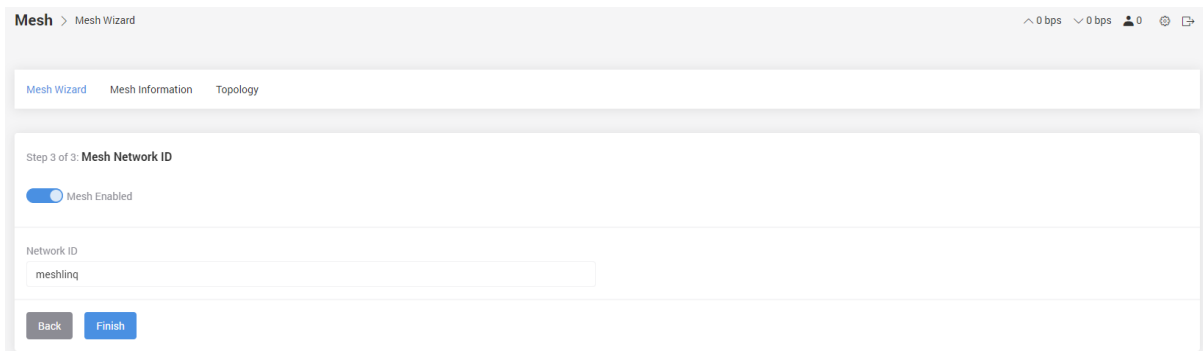 Mesh > Mesh Wizard 0 bps 0 bps 0
Mesh Wizard Mesh Information Topology
Step 3 of 3: Mesh Network ID
Mesh Enabled
Network ID
meshlinq
Back Finish